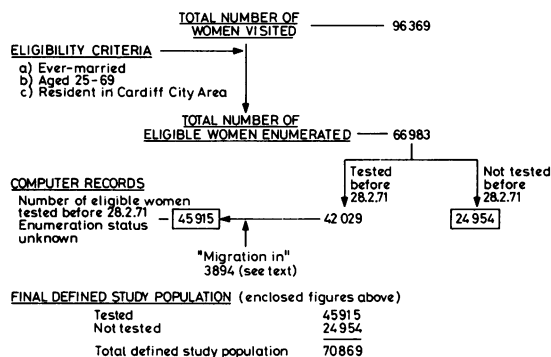 TOTAL NUMBER OF
WOMEN VISITED
96369
ELIGIBILITY CRITERIA
a) Ever-married
b) Aged 25-69
c) Resident in Cardiff City Area
TOTAL NUMBER OF
ELIGIBLE WOMEN ENUMERATED
66983
Tested
before
28.2.71
Not tested
before
28.2.71
COMPUTER RECORDS
Number of eligible women
tested before 28.2.71
Enumeration status
unknown
45915
42029
24954
"Migration in"
3894 (see text)
FINAL DEFINED STUDY POPULATION (enclosed figures above)
Tested 45915
Not tested 24954
Total defined study population 70869